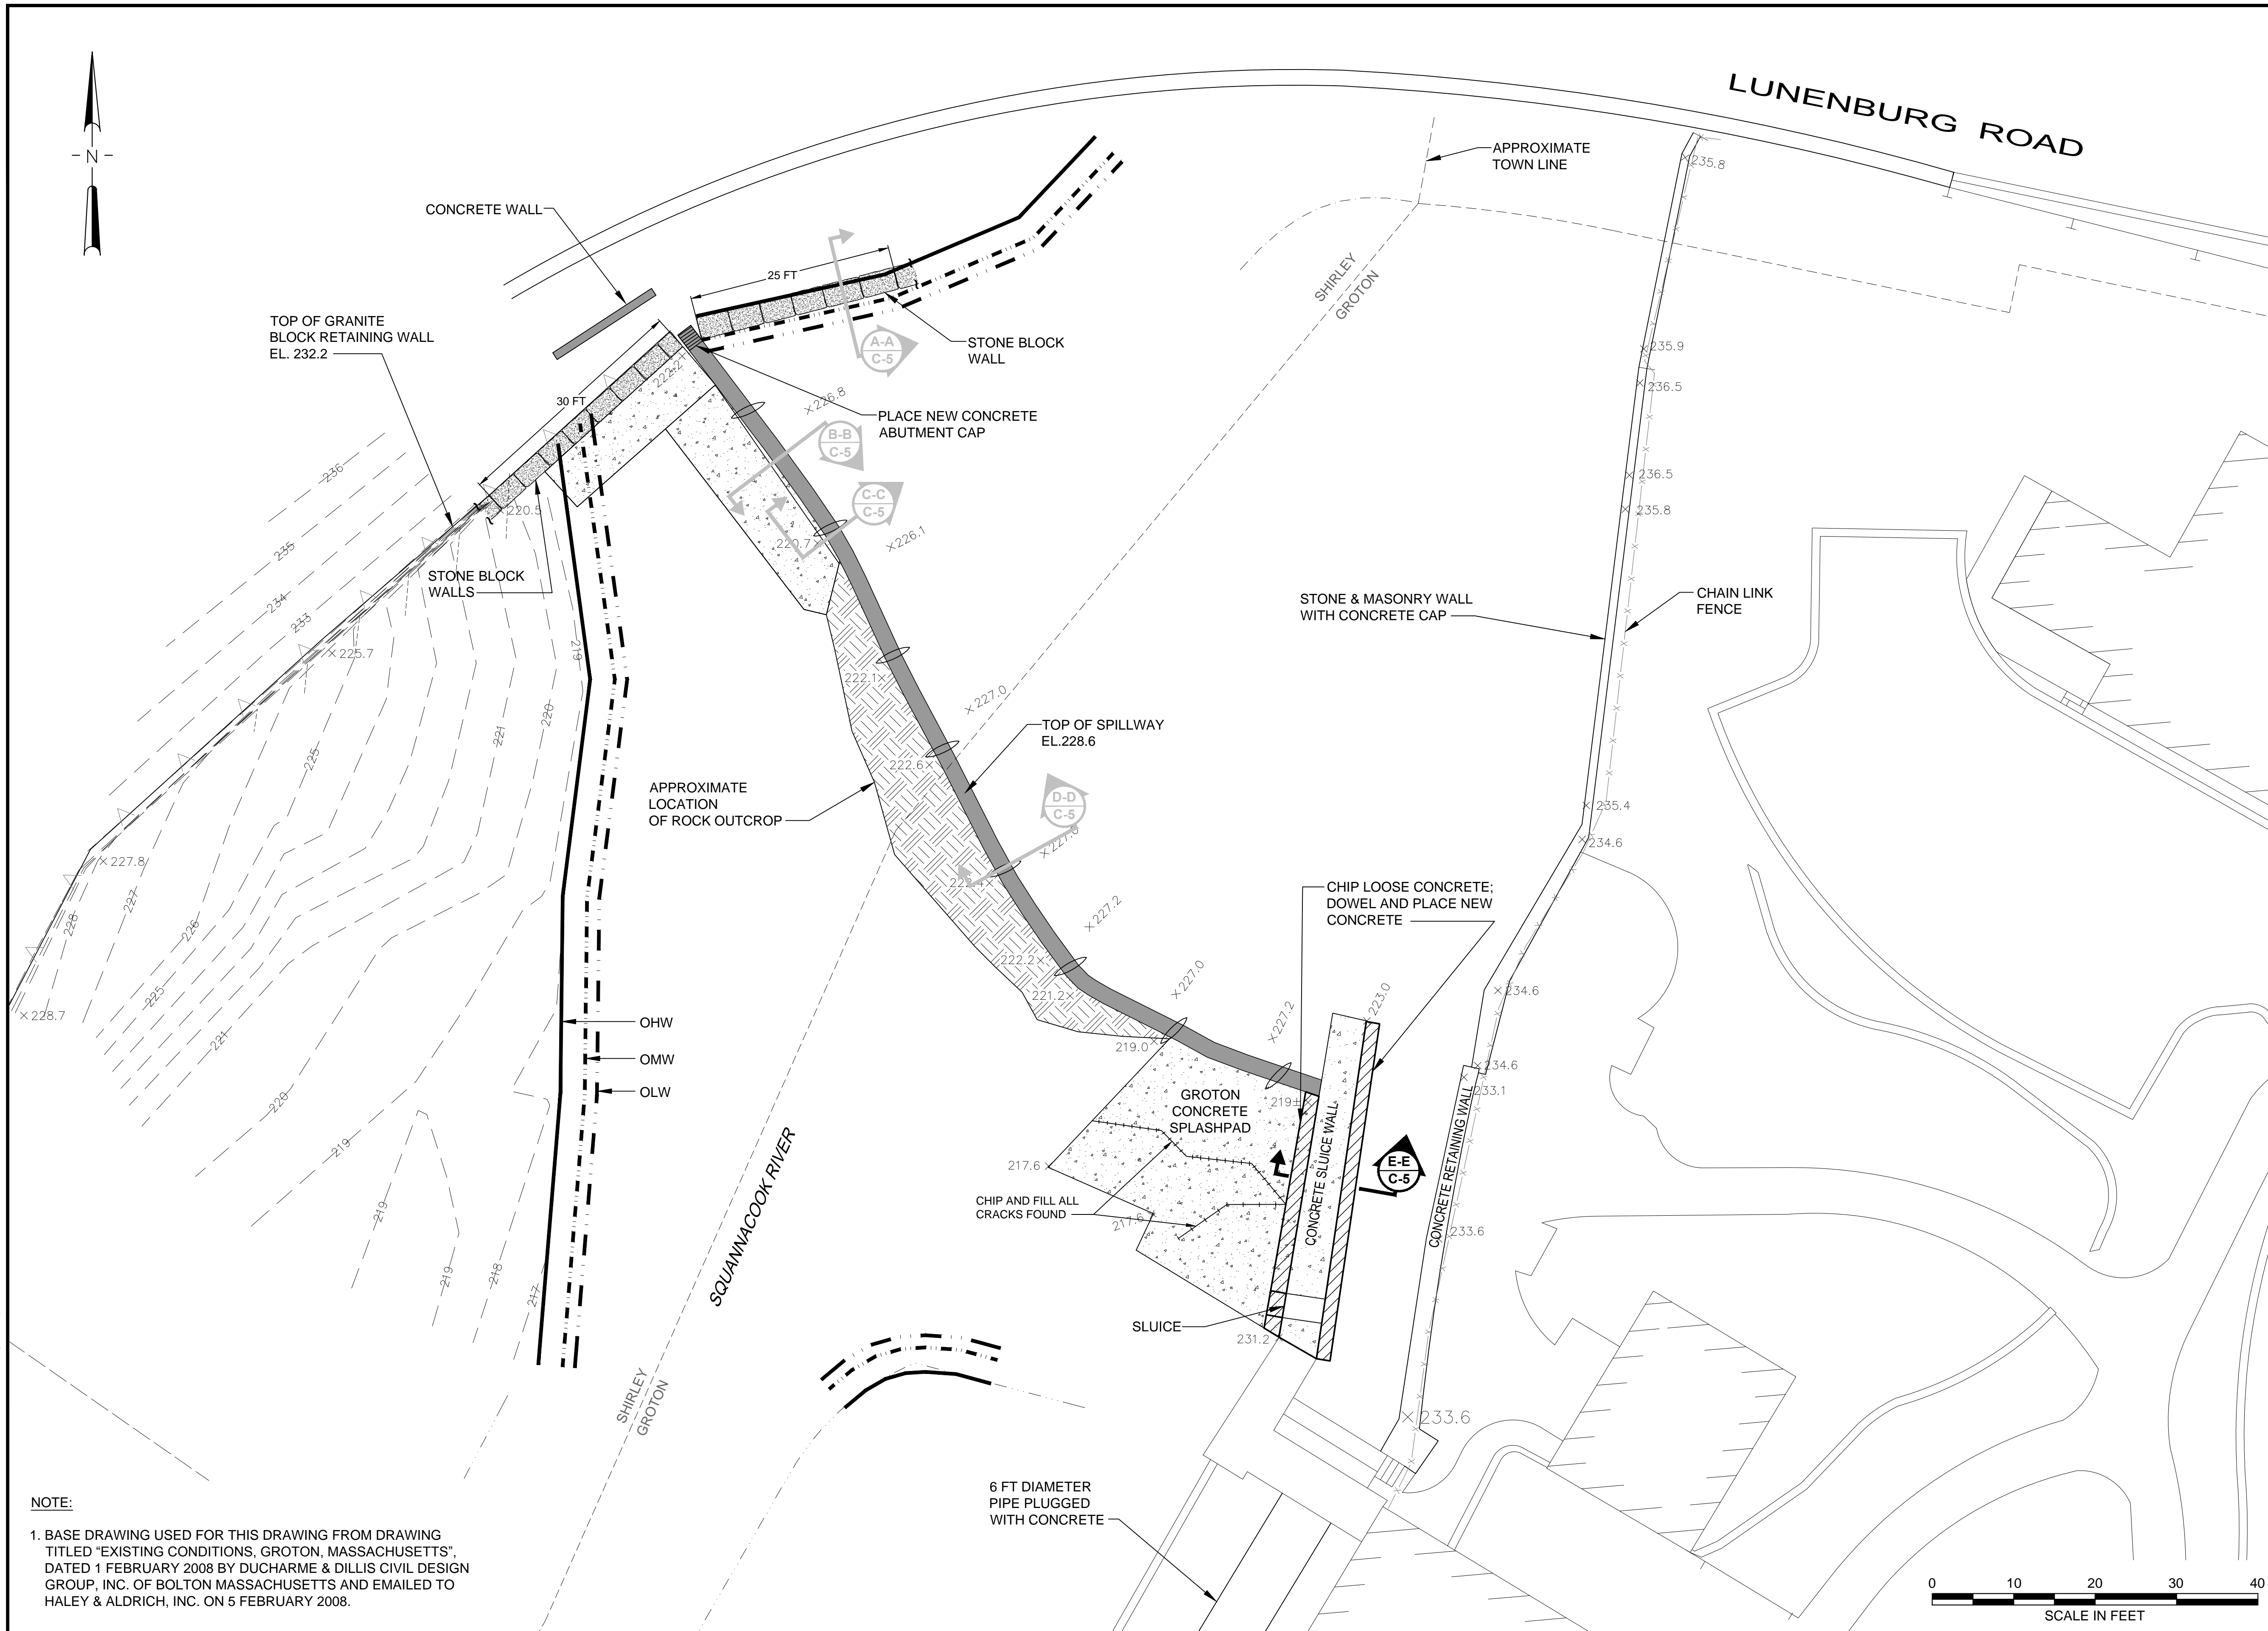 LUNENBURG ROAD
N
APPROXIMATE
TOWN LINE
235.8
CONCRETE WALL
25 FT
SHIRLEY
GROTON
TOP OF GRANITE
BLOCK RETAINING WALL
EL. 232.2
A-A
C-5
STONE BLOCK
WALL
235.9
236.5
222.2
30 FT
226.8
PLACE NEW CONCRETE
ABUTMENT CAP
B-B
C-5
236
236.5
C-C
C-5
220.5
235.8
235
220.7
226.1
STONE BLOCK
WALLS
234
233
STONE & MASONRY WALL
WITH CONCRETE CAP
CHAIN LINK
FENCE
225.7
219
222.1
227.0
220
221
225
TOP OF SPILLWAY
EL.228.6
222.6
APPROXIMATE
LOCATION
OF ROCK OUTCROP
D-D
C-5
235.4
234.6
227.8
227
228
226
222.4
CHIP LOOSE CONCRETE;
DOWEL AND PLACE NEW
CONCRETE
227.2
222.2
227.0
221.2
223.0
234.6
225
228.7
221
OHW
OMW
OLW
227.2
219.0
234.6
233.1
220
219
GROTON
CONCRETE
SPLASHPAD
219±
CONCRETE SLUICE WALL
CONCRETE RETAINING WALL
E-E
C-5
217.6
CHIP AND FILL ALL
CRACKS FOUND
217.6
SQUANNACOOK RIVER
233.6
219
219
218
217
SLUICE
231.2
SHIRLEY
GROTON
233.6
6 FT DIAMETER
PIPE PLUGGED
WITH CONCRETE
NOTE:
1. BASE DRAWING USED FOR THIS DRAWING FROM DRAWING
TITLED "EXISTING CONDITIONS, GROTON, MASSACHUSETTS",
DATED 1 FEBRUARY 2008 BY DUCHARME & DILLIS CIVIL DESIGN
GROUP, INC. OF BOLTON MASSACHUSETTS AND EMAILED TO
HALEY & ALDRICH, INC. ON 5 FEBRUARY 2008.
0 10 20 30 40
SCALE IN FEET